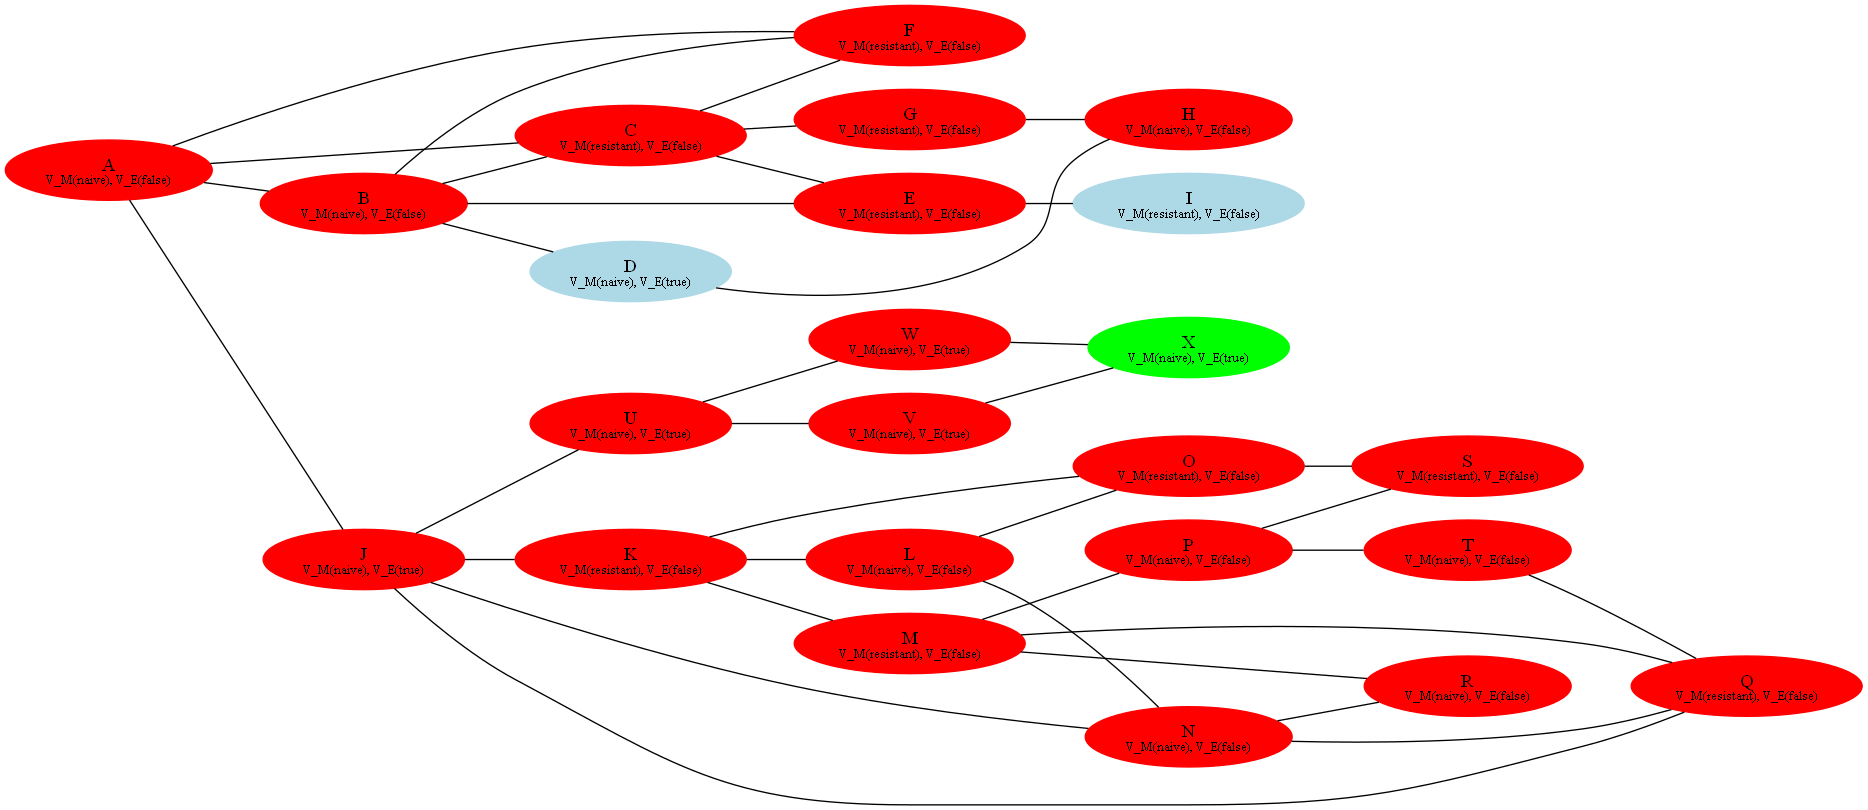 F
V_M(resistant), V_E(false)
G
V_M(resistant), V_E(false)
H
V_M(naive), V_E(false)
C
V_M(resistant), V_E(false)
A
V_M(naive), V_E(false)
B
V_M(naive), V_E(false)
E
V_M(resistant), V_E(false)
I
V_M(resistant), V_E(false)
D
V_M(naive), V_E(true)
W
V_M(naive), V_E(true)
X
V_M(naive), V_E(true)
U
V_M(naive), V_E(true)
V
V_M(naive), V_E(true)
O
V_M(resistant), V_E(false)
S
V_M(resistant), V_E(false)
J
V_M(naive), V_E(true)
K
V_M(resistant), V_E(false)
L
V_M(naive), V_E(false)
P
V_M(naive), V_E(false)
T
V_M(naive), V_E(false)
M
V_M(resistant), V_E(false)
R
V_M(naive), V_E(false)
Q
V_M(resistant), V_E(false)
N
V_M(naive), V_E(false)